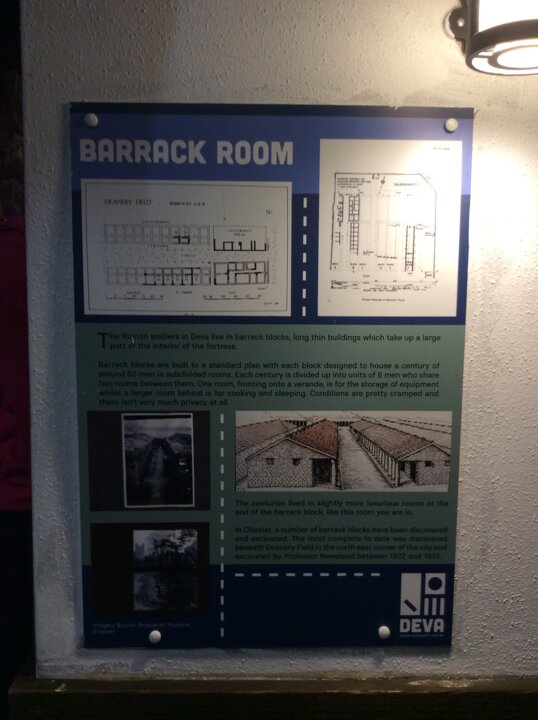 BARRACK ROOM
DEANERY FIELD
BARRACKS, A & B
The Roman soldiers in Deva live in barrack blocks, long thin buildings which take up a large
part of the interior of the fortress.
Barrack blocks are built to a standard plan with each block designed to house a century of
around 80 men in subdivided rooms. Each century is divided up into units of 8 men who share
two rooms between them. One room, fronting onto a veranda, is for the storage of equipment
whilst a larger room behind is for cooking and sleeping. Conditions are pretty cramped and
there isn't very much privacy at all.
The centurion lived in slightly more luxurious rooms at the
end of the barrack block, like this room you are in.
In Chester, a number of barrack blocks have been discovered
and excavated. The most complete to date was discovered
beneath Deanery Field in the north east corner of the city and
excavated by Professor Newstead between 1922 and 1935.
Imagery Source: Grosvenor Museum,
Chester
DEVA